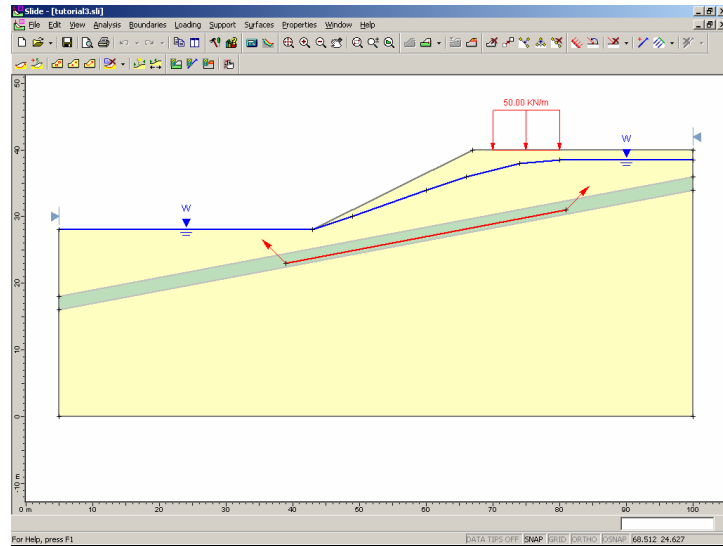 Slide - [tutorial3.sli]
File Edit View Analysis Boundaries Loading Support Surfaces Properties Window Help
50.00 KN/m
W
W
50
40
30
20
10
0
-10
0 m 10 20 30 40 50 60 70 80 90 100
m
For Help, press F1
DATA TIPS OFF SNAP GRID ORTHO OSNAP 68.512 24.627